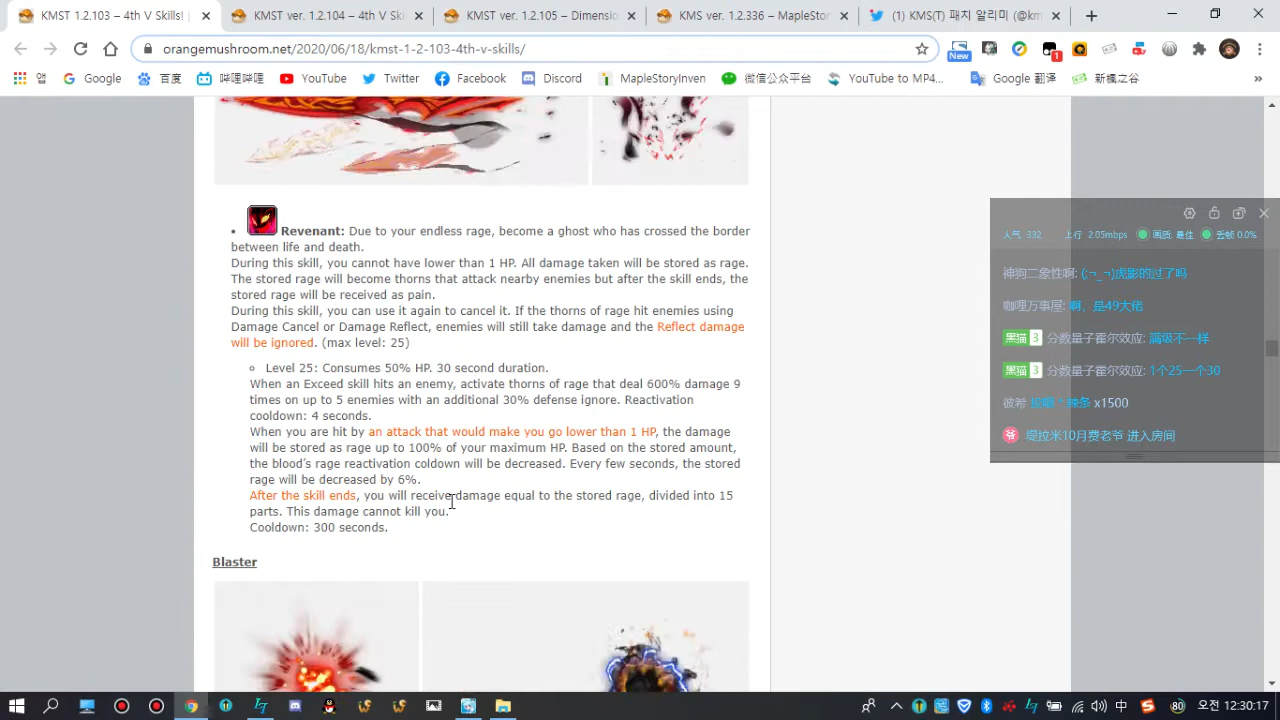 KMST 1.2.103 – 4th V Skills!
KMST ver. 1.2.104 – 4th V Ski
KMST ver. 1.2.105 – Dimensio
KMS ver 1.2.336 – MapleStor
(1) KMS(T) 패치 알리미 (@km
orangemushroom.net/2020/06/18/kmst-1-2-103-4th-v-skills/
New
1
앱
Google
百度
哔哩哔哩
YouTube
Twitter
Facebook
Discord
MapleStoryInven
微信公众平台
YouTube to MP4...
Google 翻译
新楓之谷
»
• Revenant: Due to your endless rage, become a ghost who has crossed the border
between life and death.
During this skill, you cannot have lower than 1 HP. All damage taken will be stored as rage.
The stored rage will become thorns that attack nearby enemies but after the skill ends, the
stored rage will be received as pain.
During this skill, you can use it again to cancel it. If the thorns of rage hit enemies using
Damage Cancel or Damage Reflect, enemies will still take damage and the Reflect damage
will be ignored. (max level: 25)
Level 25: Consumes 50% HP. 30 second duration.
When an Exceed skill hits an enemy, activate thorns of rage that deal 600% damage 9
times on up to 5 enemies with an additional 30% defense ignore. Reactivation
cooldown: 4 seconds.
When you are hit by an attack that would make you go lower than 1 HP, the damage
will be stored as rage up to 100% of your maximum HP. Based on the stored amount,
the blood's rage reactivation coldown will be decreased. Every few seconds, the stored
rage will be decreased by 6%.
After the skill ends, you will receive damage equal to the stored rage, divided into 15
parts. This damage cannot kill you.
Cooldown: 300 seconds.
Blaster
人气 332 上行 2.05mbps 画质 最佳 丢帧 0.0%
神狗二象性啊: (;¬_¬)虎影的过了吗
咖哩万事屋: 啊，是49大佬
黑猫 3 分数量子霍尔效应: 满级不一样
黑猫 3 分数量子霍尔效应: 1个25一个30
彼希 投喂 辣条 x1500
爷 堤拉米10月费老爷 进入房间
中
80
오전 12:30:17